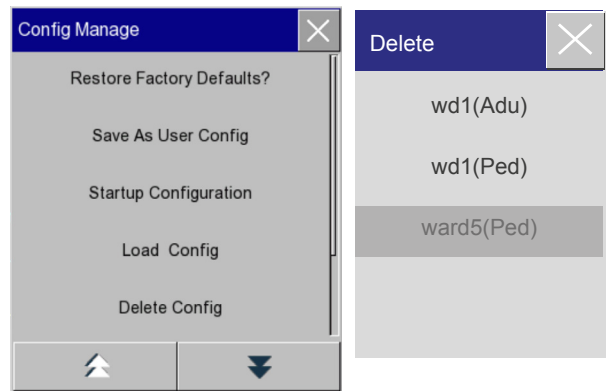 Config Manage
Restore Factory Defaults?
Save As User Config
Startup Configuration
Load Config
Delete Config
Delete
wd1(Adu)
wd1(Ped)
ward5(Ped)